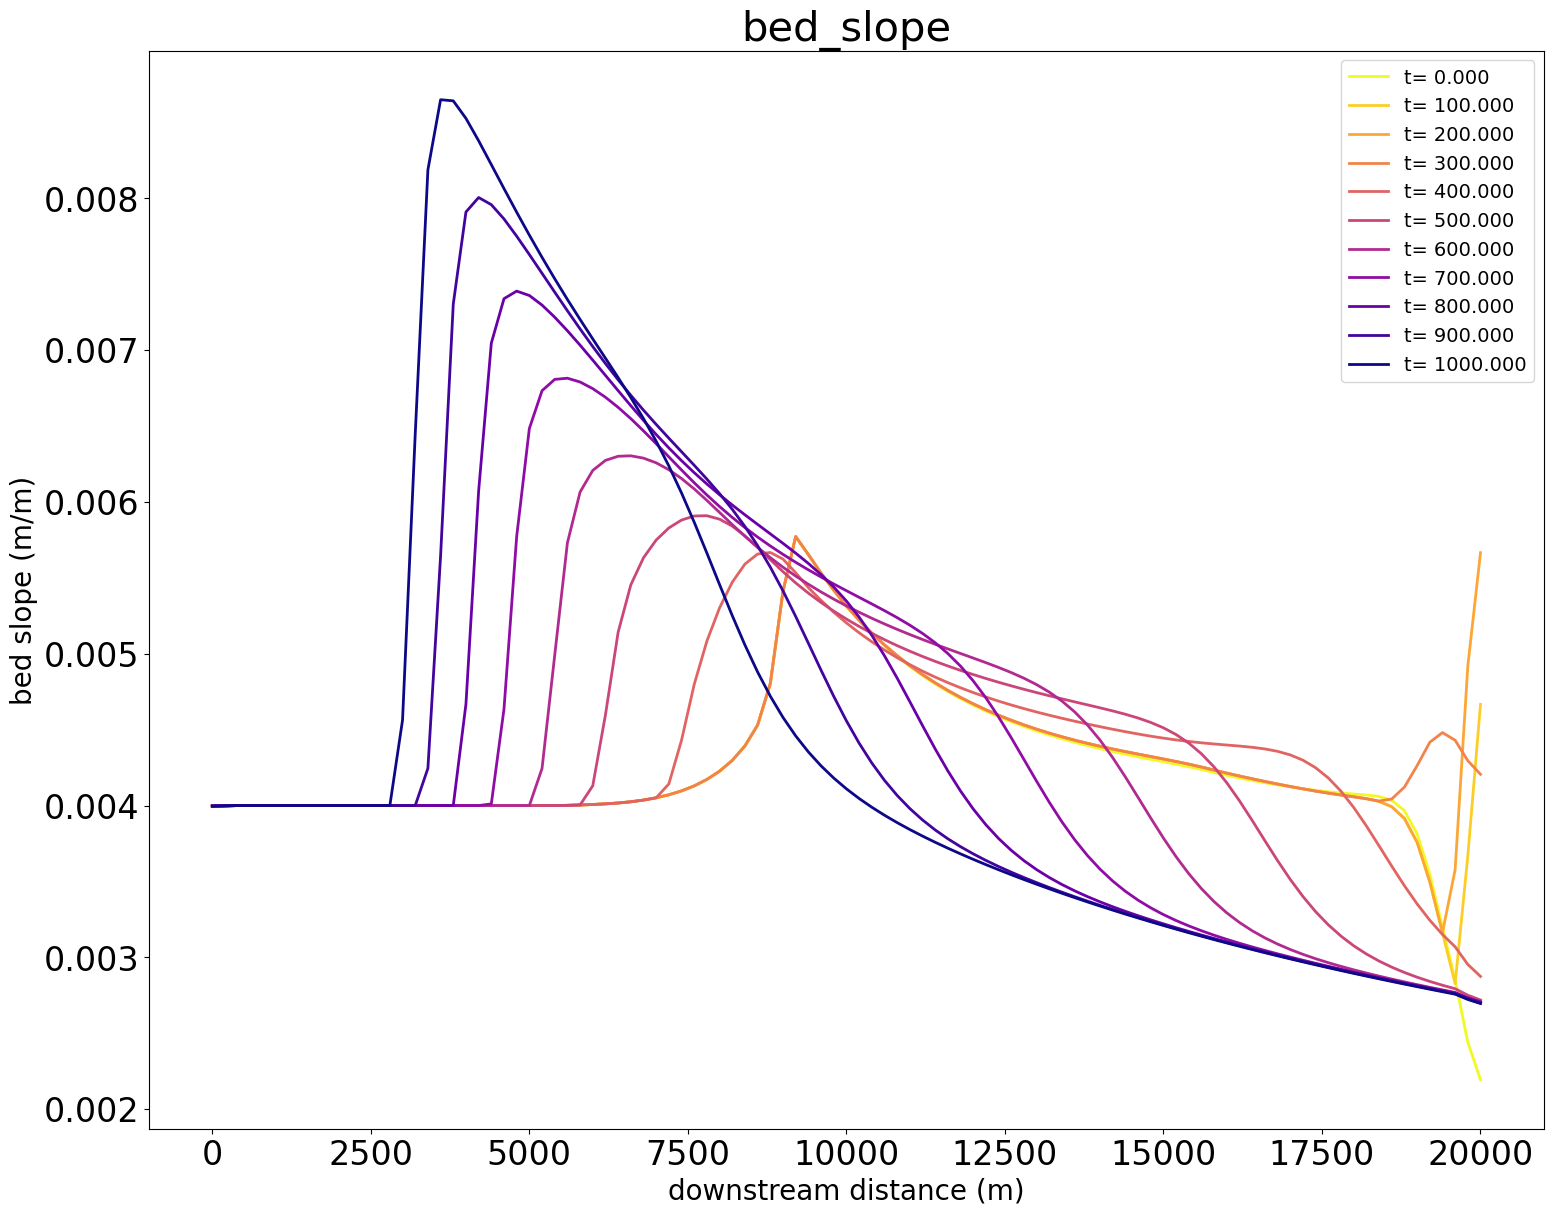 bed_slope
t= 0.000
t= 100.000
t= 200.000
t= 300.000
t= 400.000
t= 500.000
t= 600.000
t= 700.000
t= 800.000
t= 900.000
t= 1000.000
bed slope (m/m)
0.008
0.007
0.006
0.005
0.004
0.003
0.002
0 2500 5000 7500 10000 12500 15000 17500 20000
downstream distance (m)